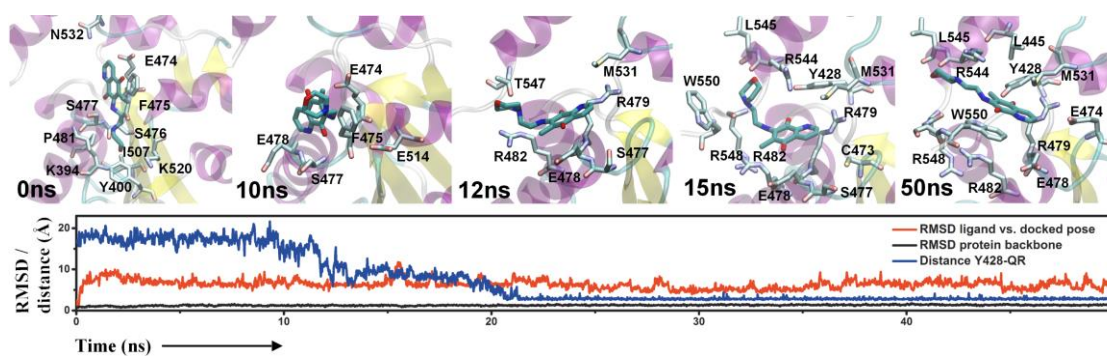 N532
E474
S477
F475
P481
S476
I507
K394
K520
Y400
0ns
E474
E478
F475
S477
E514
10ns
M531
T547
R479
R482
S477
E478
12ns
L545
R544
Y428
M531
W550
R479
R548
R482
C473
E478
S477
15ns
L545
L445
R544
Y428
M531
W550
E474
R548
R479
R482
E478
50ns
RMSD /
distance (Å)
20
10
0
RMSD ligand vs. docked pose
RMSD protein backbone
Distance Y428-QR
0 10 20 30 40
Time (ns)